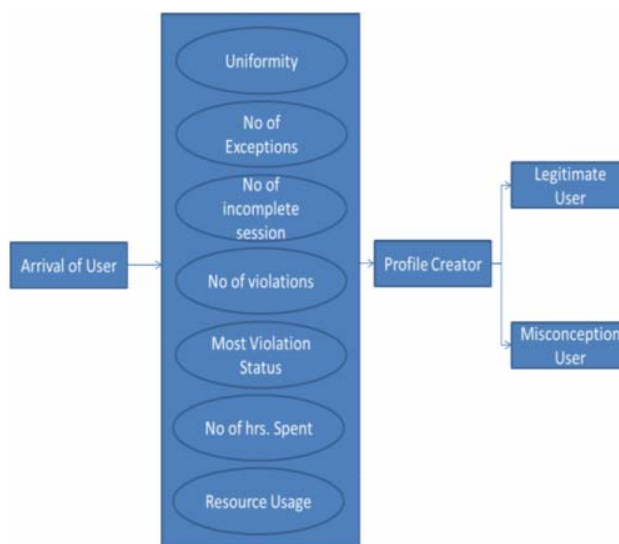 Uniformity
No of
Exceptions
No of
incomplete
session
No of violations
Most Violation
Status
No of hrs. Spent
Resource Usage
Arrival of User
Profile Creator
Legitimate
User
Misconception
User